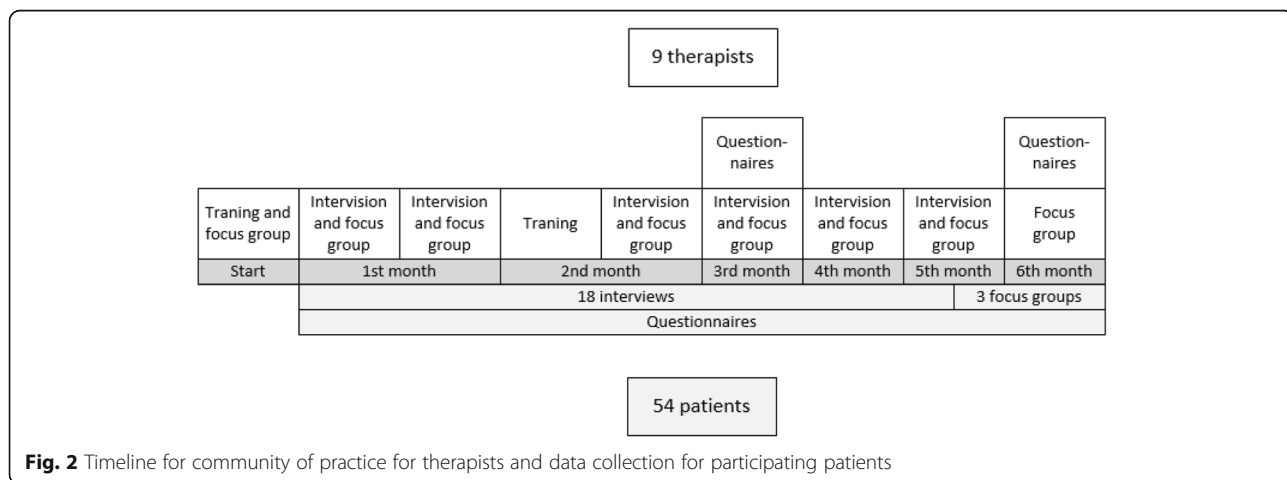 9 therapists
Question-
naires
Question-
naires
Traning and
focus group
Intervision
and focus
group
Intervision
and focus
group
Traning
Intervision
and focus
group
Intervision
and focus
group
Intervision
and focus
group
Intervision
and focus
group
Focus
group
Start
1st month
2nd month
3rd month
4th month
5th month
6th month
18 interviews
3 focus groups
Questionnaires
54 patients
Fig. 2 Timeline for community of practice for therapists and data collection for participating patients